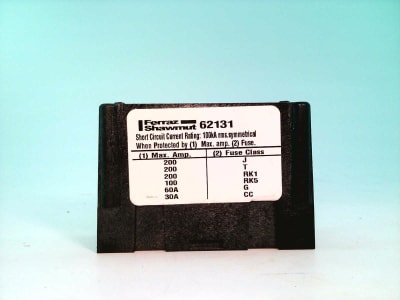 Ferraz
Shawmut 62131
Short Circuit Current Rating: 100kA rms.symmetrical
When Protected by (1) Max. amp. (2) Fuse.
(1) Max. Amp. (2) Fuse Class
200 J
200 T
200 RK1
100 RK5
60A G
30A CC